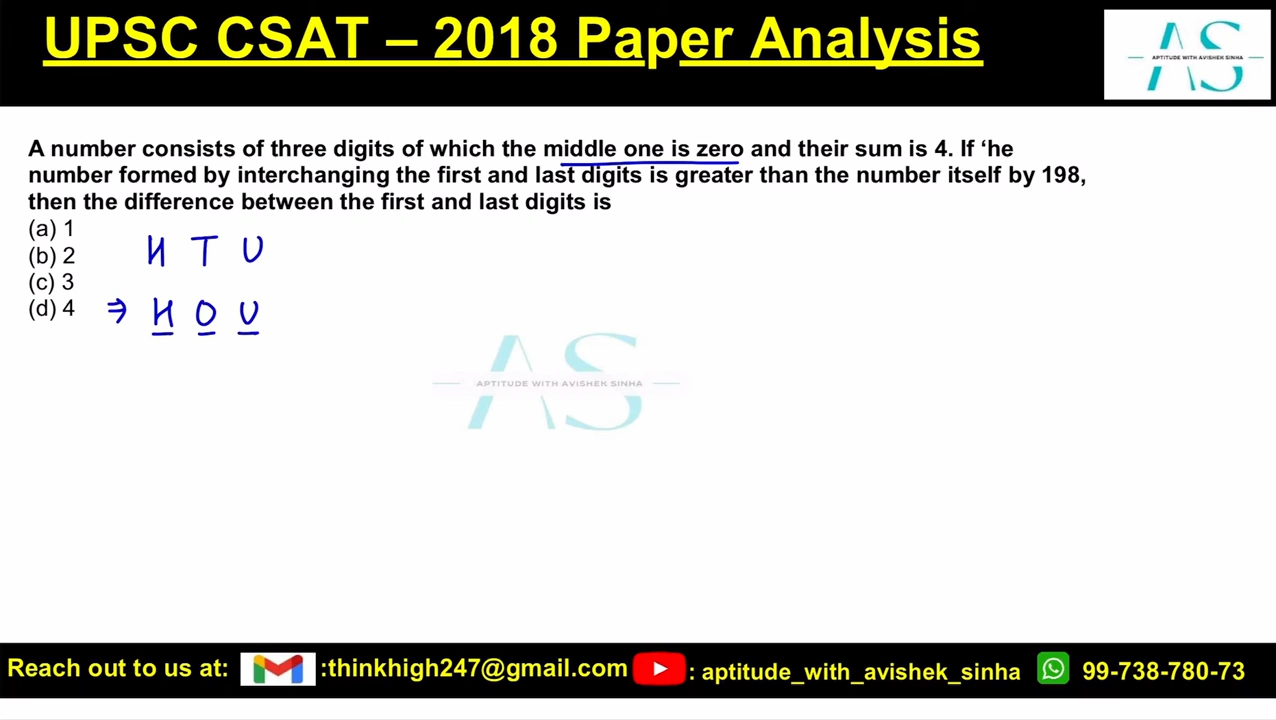 UPSC CSAT – 2018 Paper Analysis
AS
APTITUDE WITH AVISHEK SINHA
A number consists of three digits of which the middle one is zero and their sum is 4. If ‘he
number formed by interchanging the first and last digits is greater than the number itself by 198,
then the difference between the first and last digits is
(a) 1
(b) 2
(c) 3
(d) 4
H T U
⇒ H 0 U
AS
APTITUDE WITH AVISHEK SINHA
Reach out to us at: :thinkhigh247@gmail.com : aptitude_with_avishek_sinha 99-738-780-73